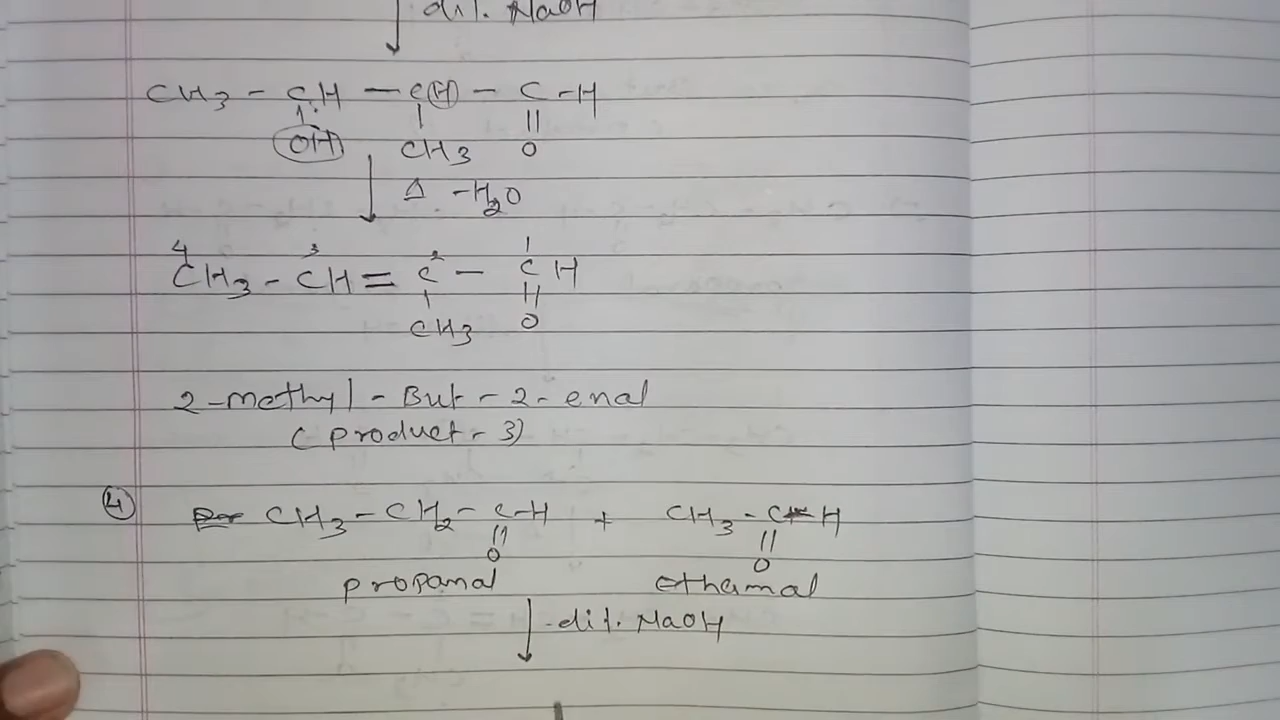 dil. NaOH
CH3 - CH - CH - C - H
OH CH3 O
Δ -H2O
4 3 2 1
CH3 - CH = C - C H
CH3 O
2-methyl - But - 2 - enal
(product - 3)
4 CH3 - CH2 - C - H + CH3 - C - H
O O
propanal ethanal
dil. NaOH